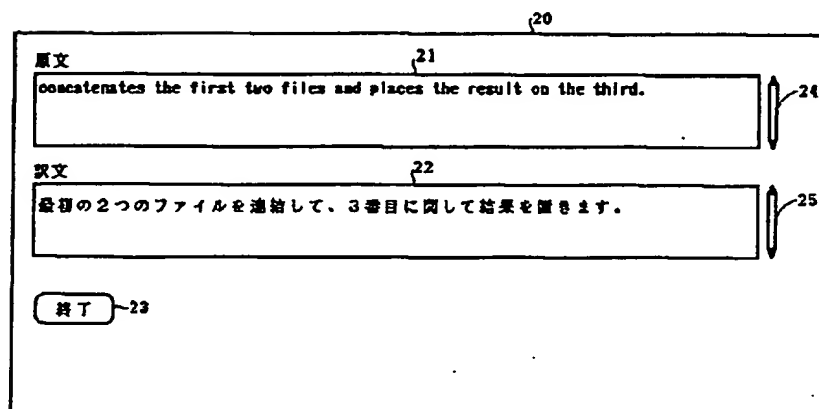 20
原文
21
concatenates the first two files and places the result on the third.
24
訳文
22
最初の2つのファイルを連結して、3番目に関して結果を置きます。
25
終了
23